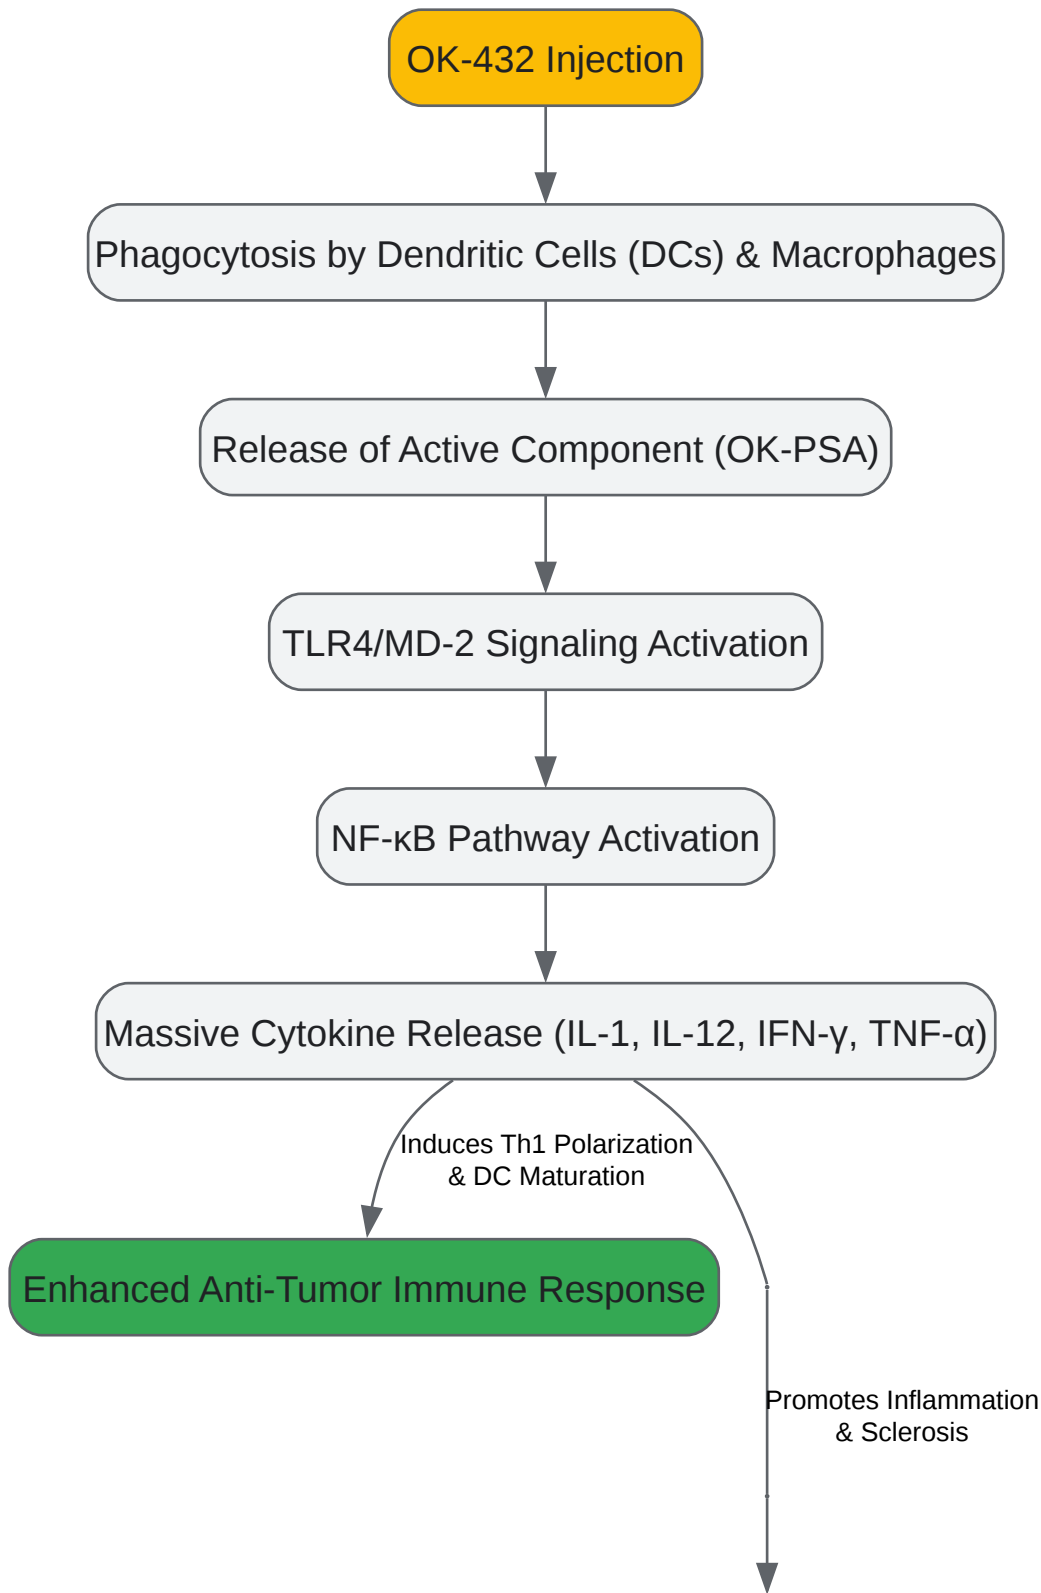 OK-432 Injection
Phagocytosis by Dendritic Cells (DCs) & Macrophages
Release of Active Component (OK-PSA)
TLR4/MD-2 Signaling Activation
NF-κB Pathway Activation
Massive Cytokine Release (IL-1, IL-12, IFN-γ, TNF-α)
Induces Th1 Polarization
& DC Maturation
Enhanced Anti-Tumor Immune Response
Promotes Inflammation
& Sclerosis